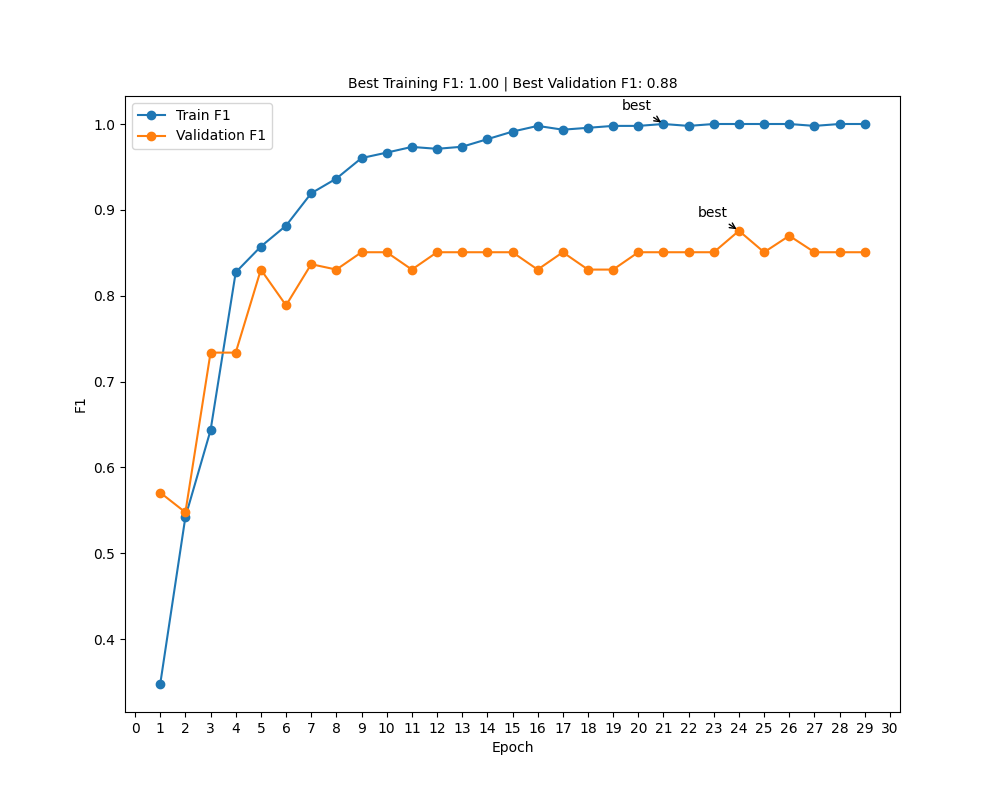 Best Training F1: 1.00 | Best Validation F1: 0.88
Train F1
Validation F1
best
best
1.0
0.9
0.8
0.7
0.6
0.5
0.4
F1
0 1 2 3 4 5 6 7 8 9 10 11 12 13 14 15 16 17 18 19 20 21 22 23 24 25 26 27 28 29 30
Epoch